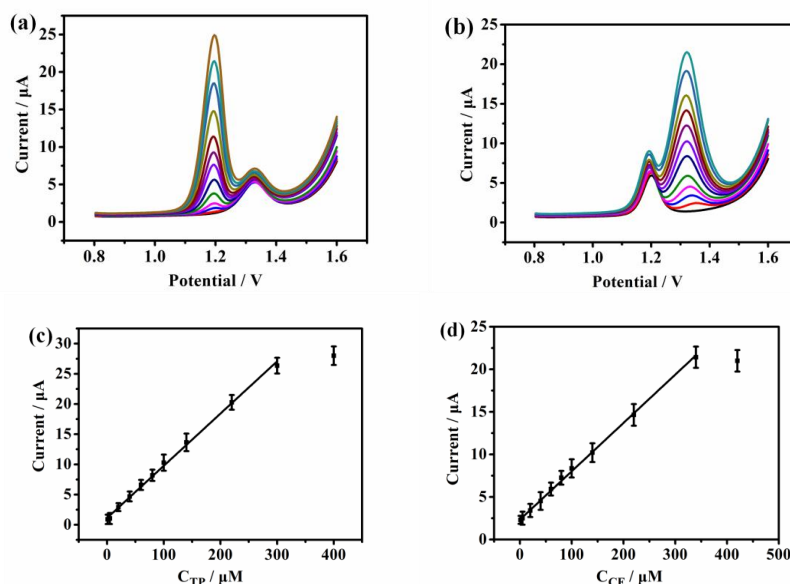 (a)
25
20
15
10
5
0
Current / µA
0.8 1.0 1.2 1.4 1.6
Potential / V
(b)
25
20
15
10
5
0
Current / µA
0.8 1.0 1.2 1.4 1.6
Potential / V
(c)
30
25
20
15
10
5
0
Current / µA
0 100 200 300 400
C_TP / µM
(d)
25
20
15
10
5
0
Current / µA
0 100 200 300 400 500
C_CF / µM